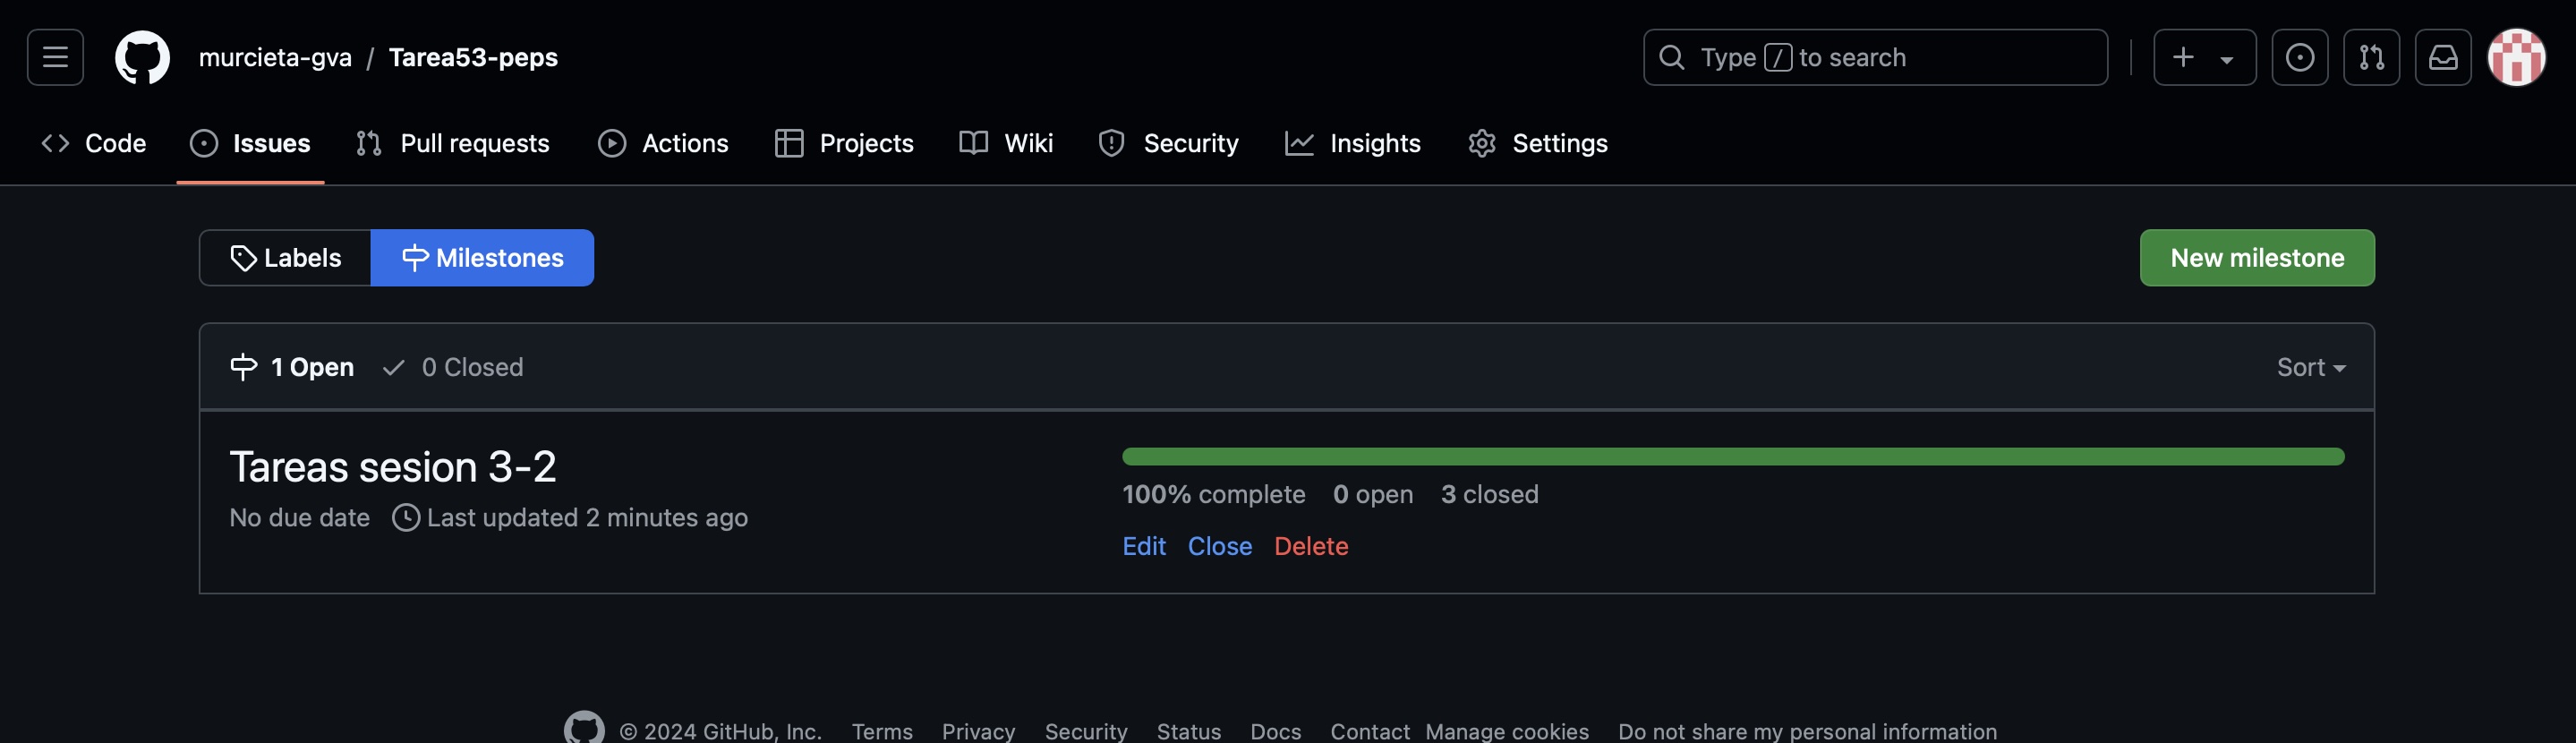 murcieta-gva / Tarea53-peps
Type / to search
Code Issues Pull requests Actions Projects Wiki Security Insights Settings
Labels Milestones
New milestone
1 Open 0 Closed
Sort
Tareas sesion 3-2
No due date Last updated 2 minutes ago
100% complete 0 open 3 closed
Edit Close Delete
© 2024 GitHub, Inc. Terms Privacy Security Status Docs Contact Manage cookies Do not share my personal information